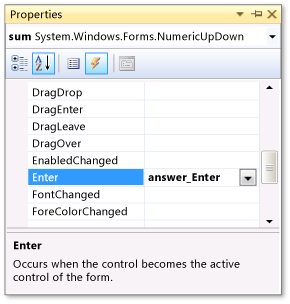 Properties
sum System.Windows.Forms.NumericUpDown
DragDrop
DragEnter
DragLeave
DragOver
EnabledChanged
Enter answer_Enter
FontChanged
ForeColorChanged
Enter
Occurs when the control becomes the active
control of the form.